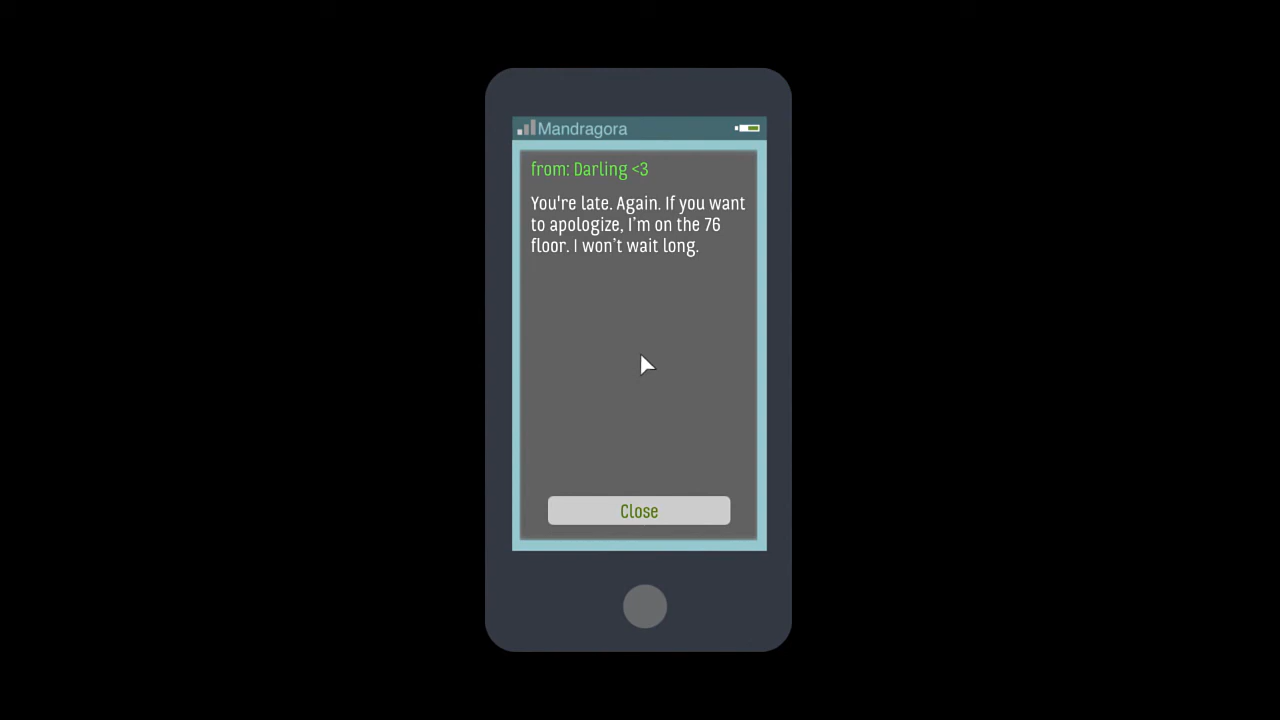 Mandragora
from: Darling <3
You're late. Again. If you want
to apologize, I'm on the 76
floor. I won't wait long.
Close